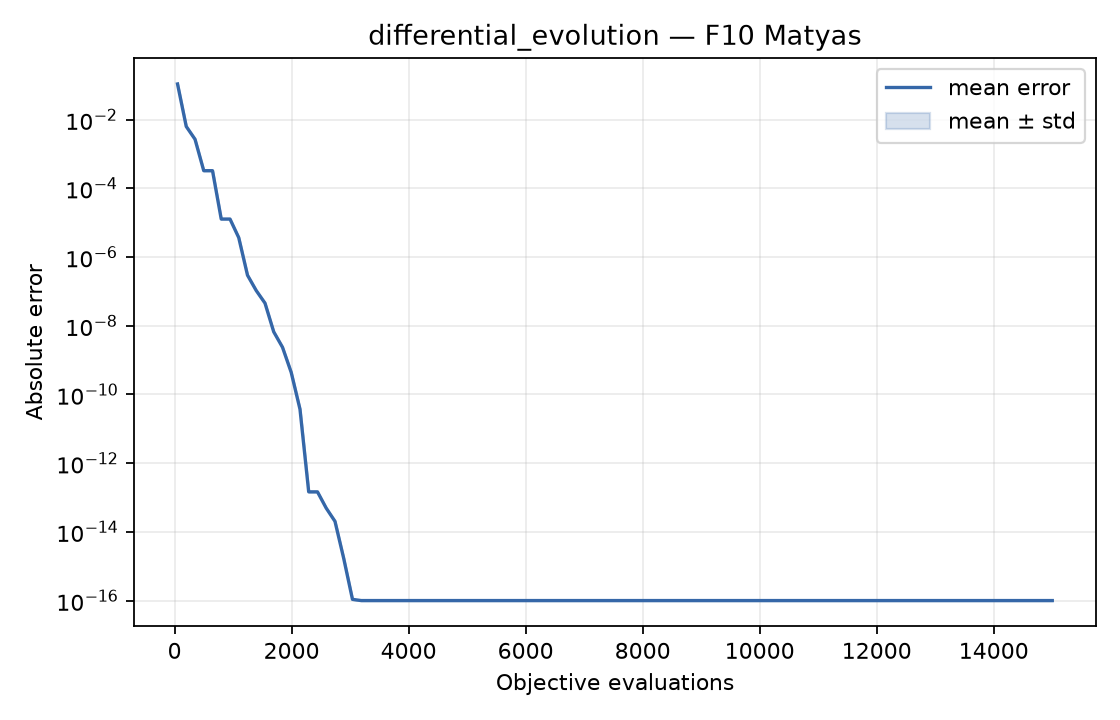 differential_evolution — F10 Matyas
mean error
mean ± std
Absolute error
10⁻²
10⁻⁴
10⁻⁶
10⁻⁸
10⁻¹⁰
10⁻¹²
10⁻¹⁴
10⁻¹⁶
0 2000 4000 6000 8000 10000 12000 14000
Objective evaluations